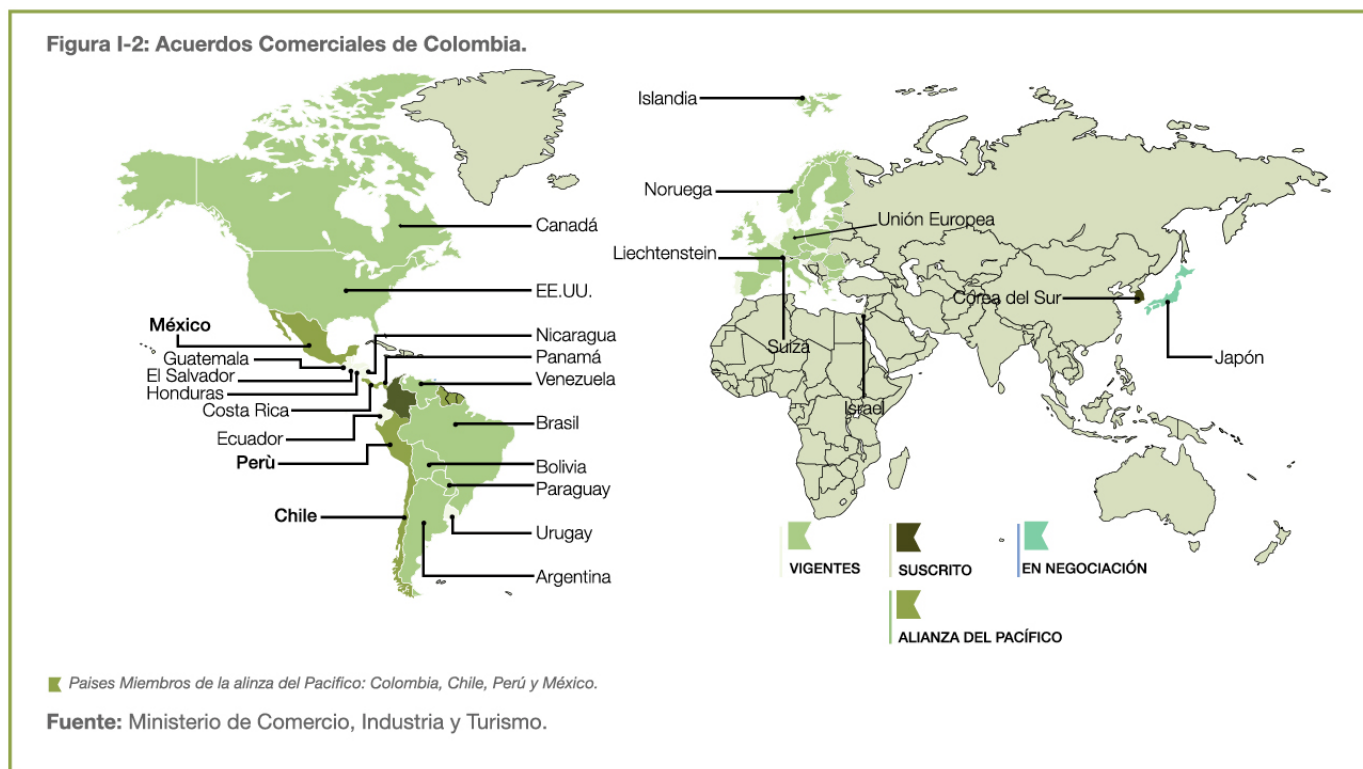 Figura I-2: Acuerdos Comerciales de Colombia.
Islandia
Noruega
Canadá
Unión Europea
Liechtenstein
EE.UU.
Córea del Sur
México
Nicaragua
Suiza
Japón
Guatemala
Panamá
El Salvador
Venezuela
Honduras
Costa Rica
Israel
Brasil
Ecuador
Perù
Bolivia
Paraguay
Chile
Urugay
Argentina
VIGENTES
SUSCRITO
EN NEGOCIACIÓN
ALIANZA DEL PACÍFICO
Paises Miembros de la alinza del Pacifico: Colombia, Chile, Perú y México.
Fuente: Ministerio de Comercio, Industria y Turismo.